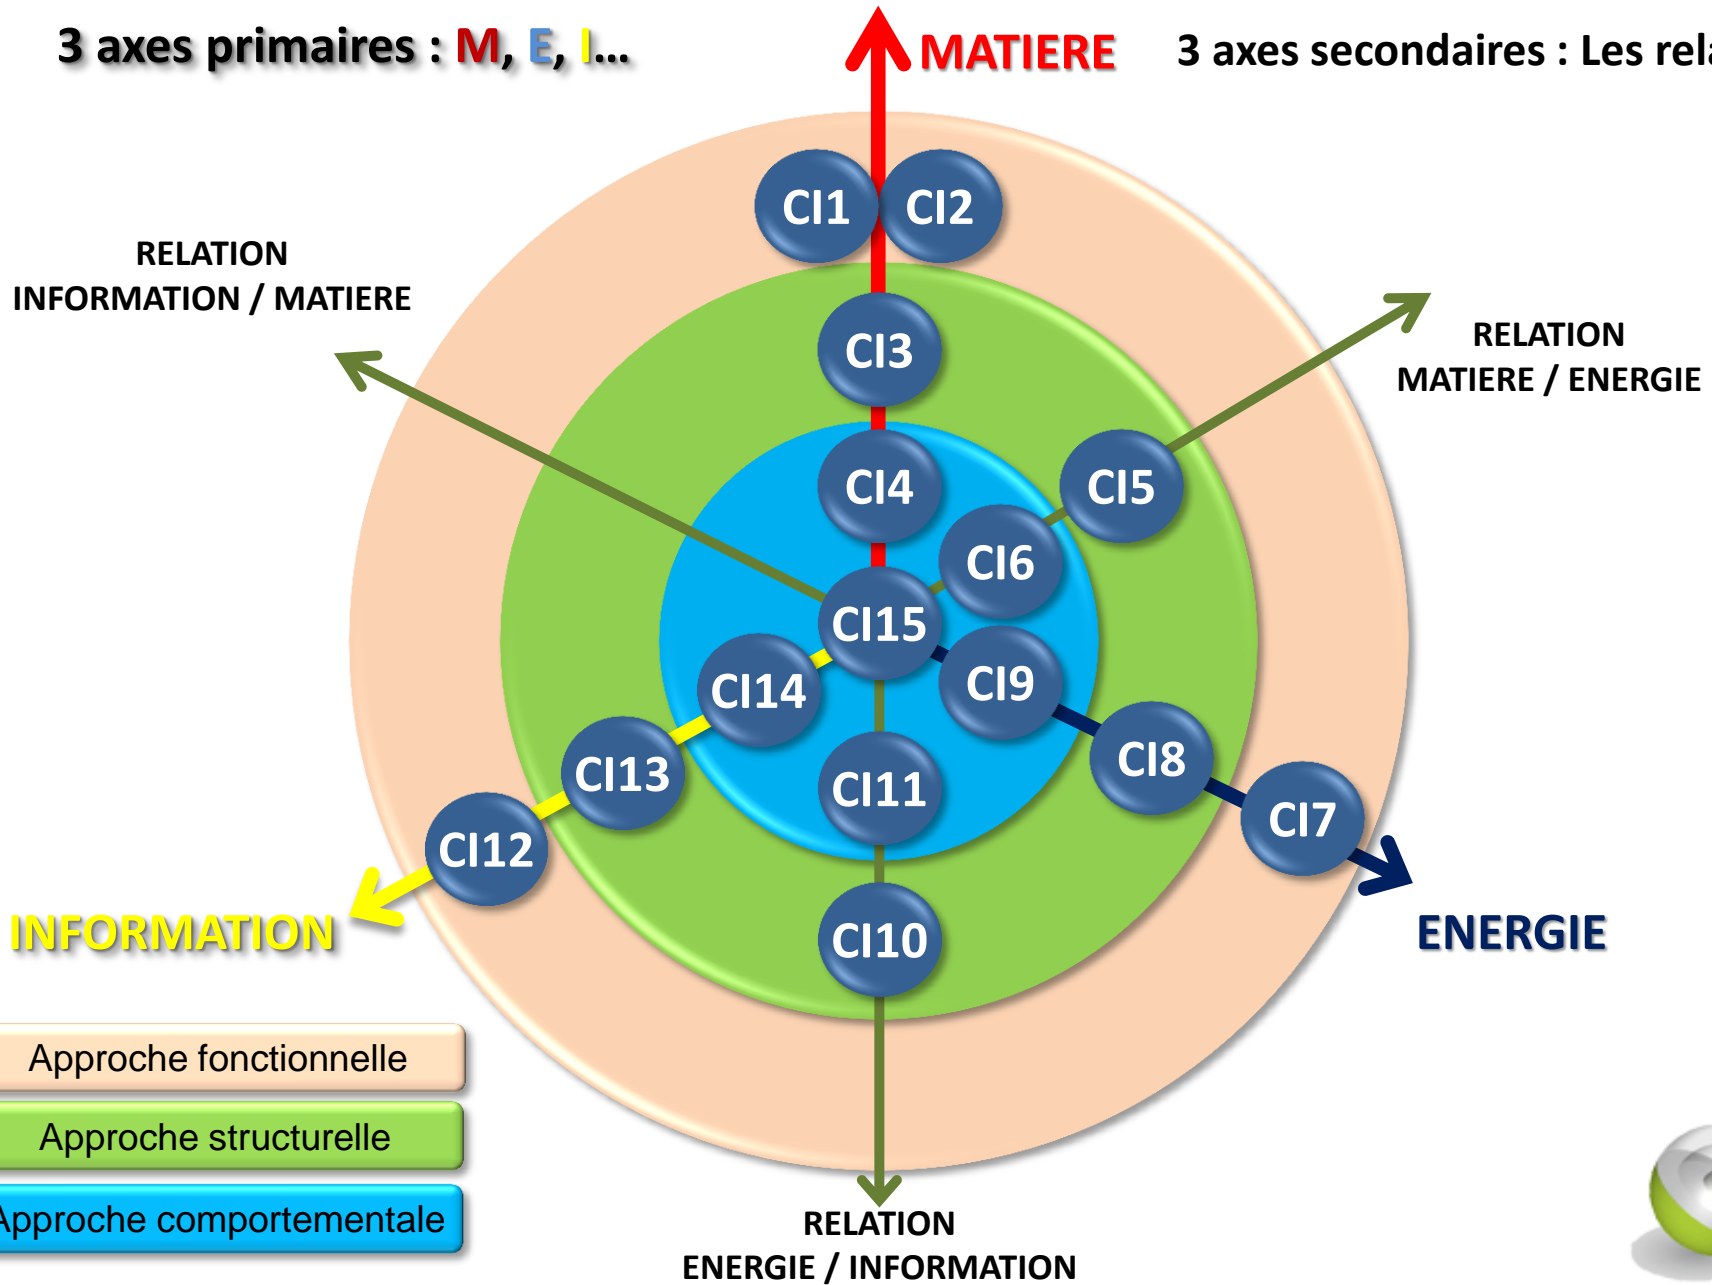 3 axes primaires : M, E, I...
MATIERE
3 axes secondaires : Les rela
CI1
CI2
RELATION
INFORMATION / MATIERE
CI3
RELATION
MATIERE / ENERGIE
CI4
CI5
CI6
CI15
CI14
CI9
CI13
CI11
CI8
CI12
CI7
INFORMATION
CI10
ENERGIE
Approche fonctionnelle
Approche structurelle
Approche comportementale
RELATION
ENERGIE / INFORMATION